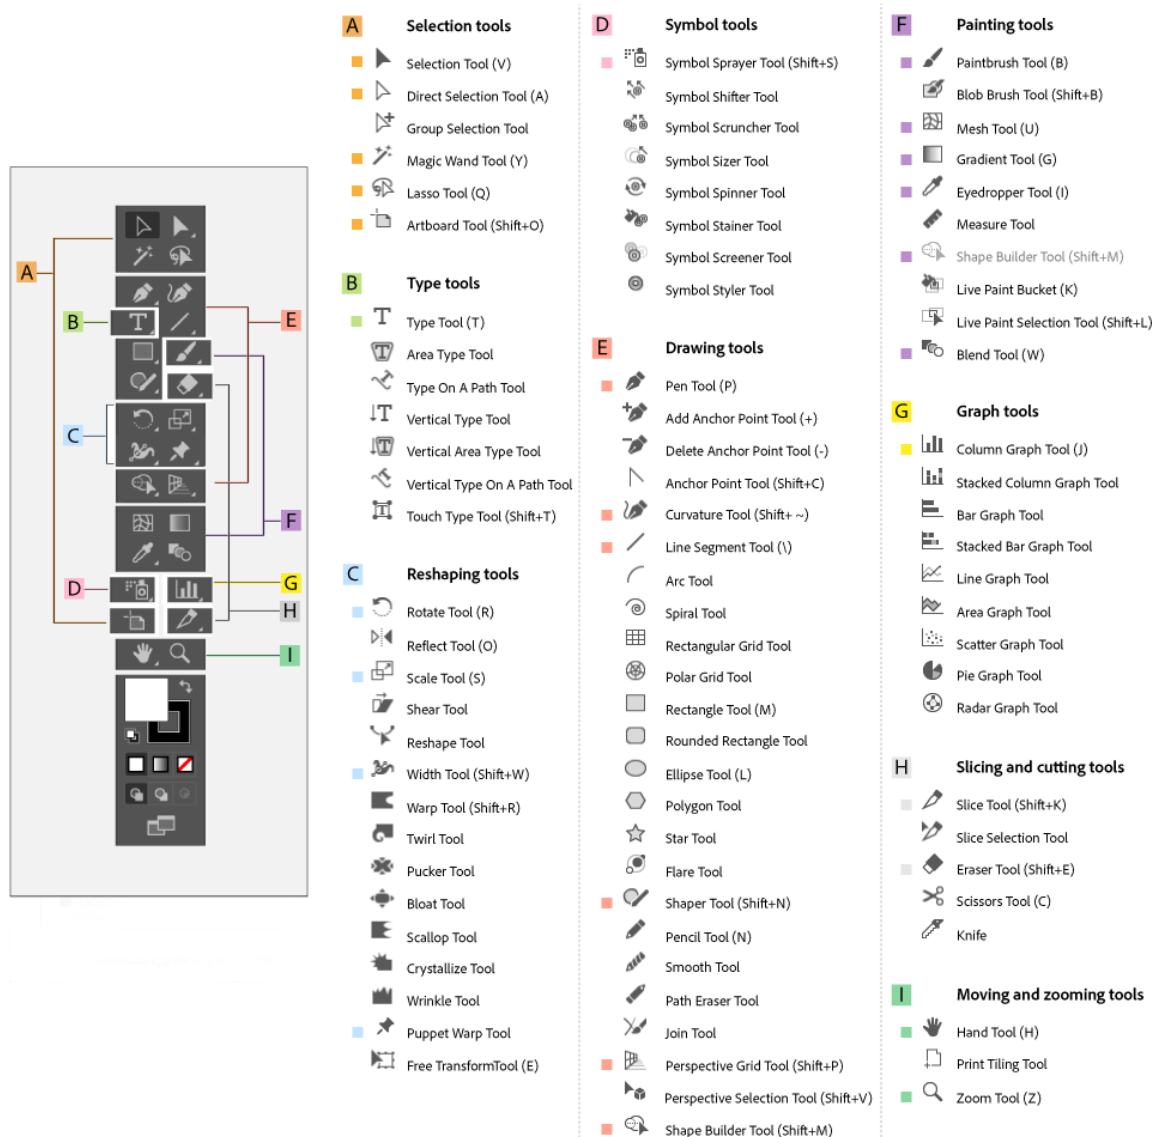 A
B
C
D
E
F
G
H
I
T
A Selection tools
Selection Tool (V)
Direct Selection Tool (A)
Group Selection Tool
Magic Wand Tool (Y)
Lasso Tool (Q)
Artboard Tool (Shift+O)
B Type tools
Type Tool (T)
Area Type Tool
Type On A Path Tool
Vertical Type Tool
Vertical Area Type Tool
Vertical Type On A Path Tool
Touch Type Tool (Shift+T)
C Reshaping tools
Rotate Tool (R)
Reflect Tool (O)
Scale Tool (S)
Shear Tool
Reshape Tool
Width Tool (Shift+W)
Warp Tool (Shift+R)
Twirl Tool
Pucker Tool
Bloat Tool
Scallop Tool
Crystallize Tool
Wrinkle Tool
Puppet Warp Tool
Free TransformTool (E)
D Symbol tools
Symbol Sprayer Tool (Shift+S)
Symbol Shifter Tool
Symbol Scruncher Tool
Symbol Sizer Tool
Symbol Spinner Tool
Symbol Stainer Tool
Symbol Screener Tool
Symbol Styler Tool
E Drawing tools
Pen Tool (P)
Add Anchor Point Tool (+)
Delete Anchor Point Tool (-)
Anchor Point Tool (Shift+C)
Curvature Tool (Shift+ ~)
Line Segment Tool (\)
Arc Tool
Spiral Tool
Rectangular Grid Tool
Polar Grid Tool
Rectangle Tool (M)
Rounded Rectangle Tool
Ellipse Tool (L)
Polygon Tool
Star Tool
Flare Tool
Shaper Tool (Shift+N)
Pencil Tool (N)
Smooth Tool
Path Eraser Tool
Join Tool
Perspective Grid Tool (Shift+P)
Perspective Selection Tool (Shift+V)
Shape Builder Tool (Shift+M)
F Painting tools
Paintbrush Tool (B)
Blob Brush Tool (Shift+B)
Mesh Tool (U)
Gradient Tool (G)
Eyedropper Tool (I)
Measure Tool
Shape Builder Tool (Shift+M)
Live Paint Bucket (K)
Live Paint Selection Tool (Shift+L)
Blend Tool (W)
G Graph tools
Column Graph Tool (J)
Stacked Column Graph Tool
Bar Graph Tool
Stacked Bar Graph Tool
Line Graph Tool
Area Graph Tool
Scatter Graph Tool
Pie Graph Tool
Radar Graph Tool
H Slicing and cutting tools
Slice Tool (Shift+K)
Slice Selection Tool
Eraser Tool (Shift+E)
Scissors Tool (C)
Knife
I Moving and zooming tools
Hand Tool (H)
Print Tiling Tool
Zoom Tool (Z)